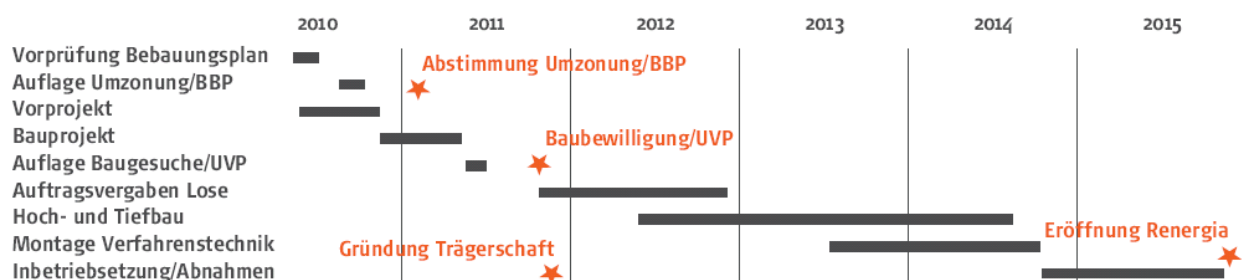 2010 2011 2012 2013 2014 2015
Vorprüfung Bebauungsplan
Abstimmung Umzonung/BBP
Auflage Umzonung/BBP
Vorprojekt
Bauprojekt
Baubewilligung/UVP
Auflage Baugesuche/UVP
Auftragsvergaben Lose
Hoch- und Tiefbau
Eröffnung Renergia
Montage Verfahrenstechnik
Gründung Trägerschaft
Inbetriebsetzung/Abnahmen